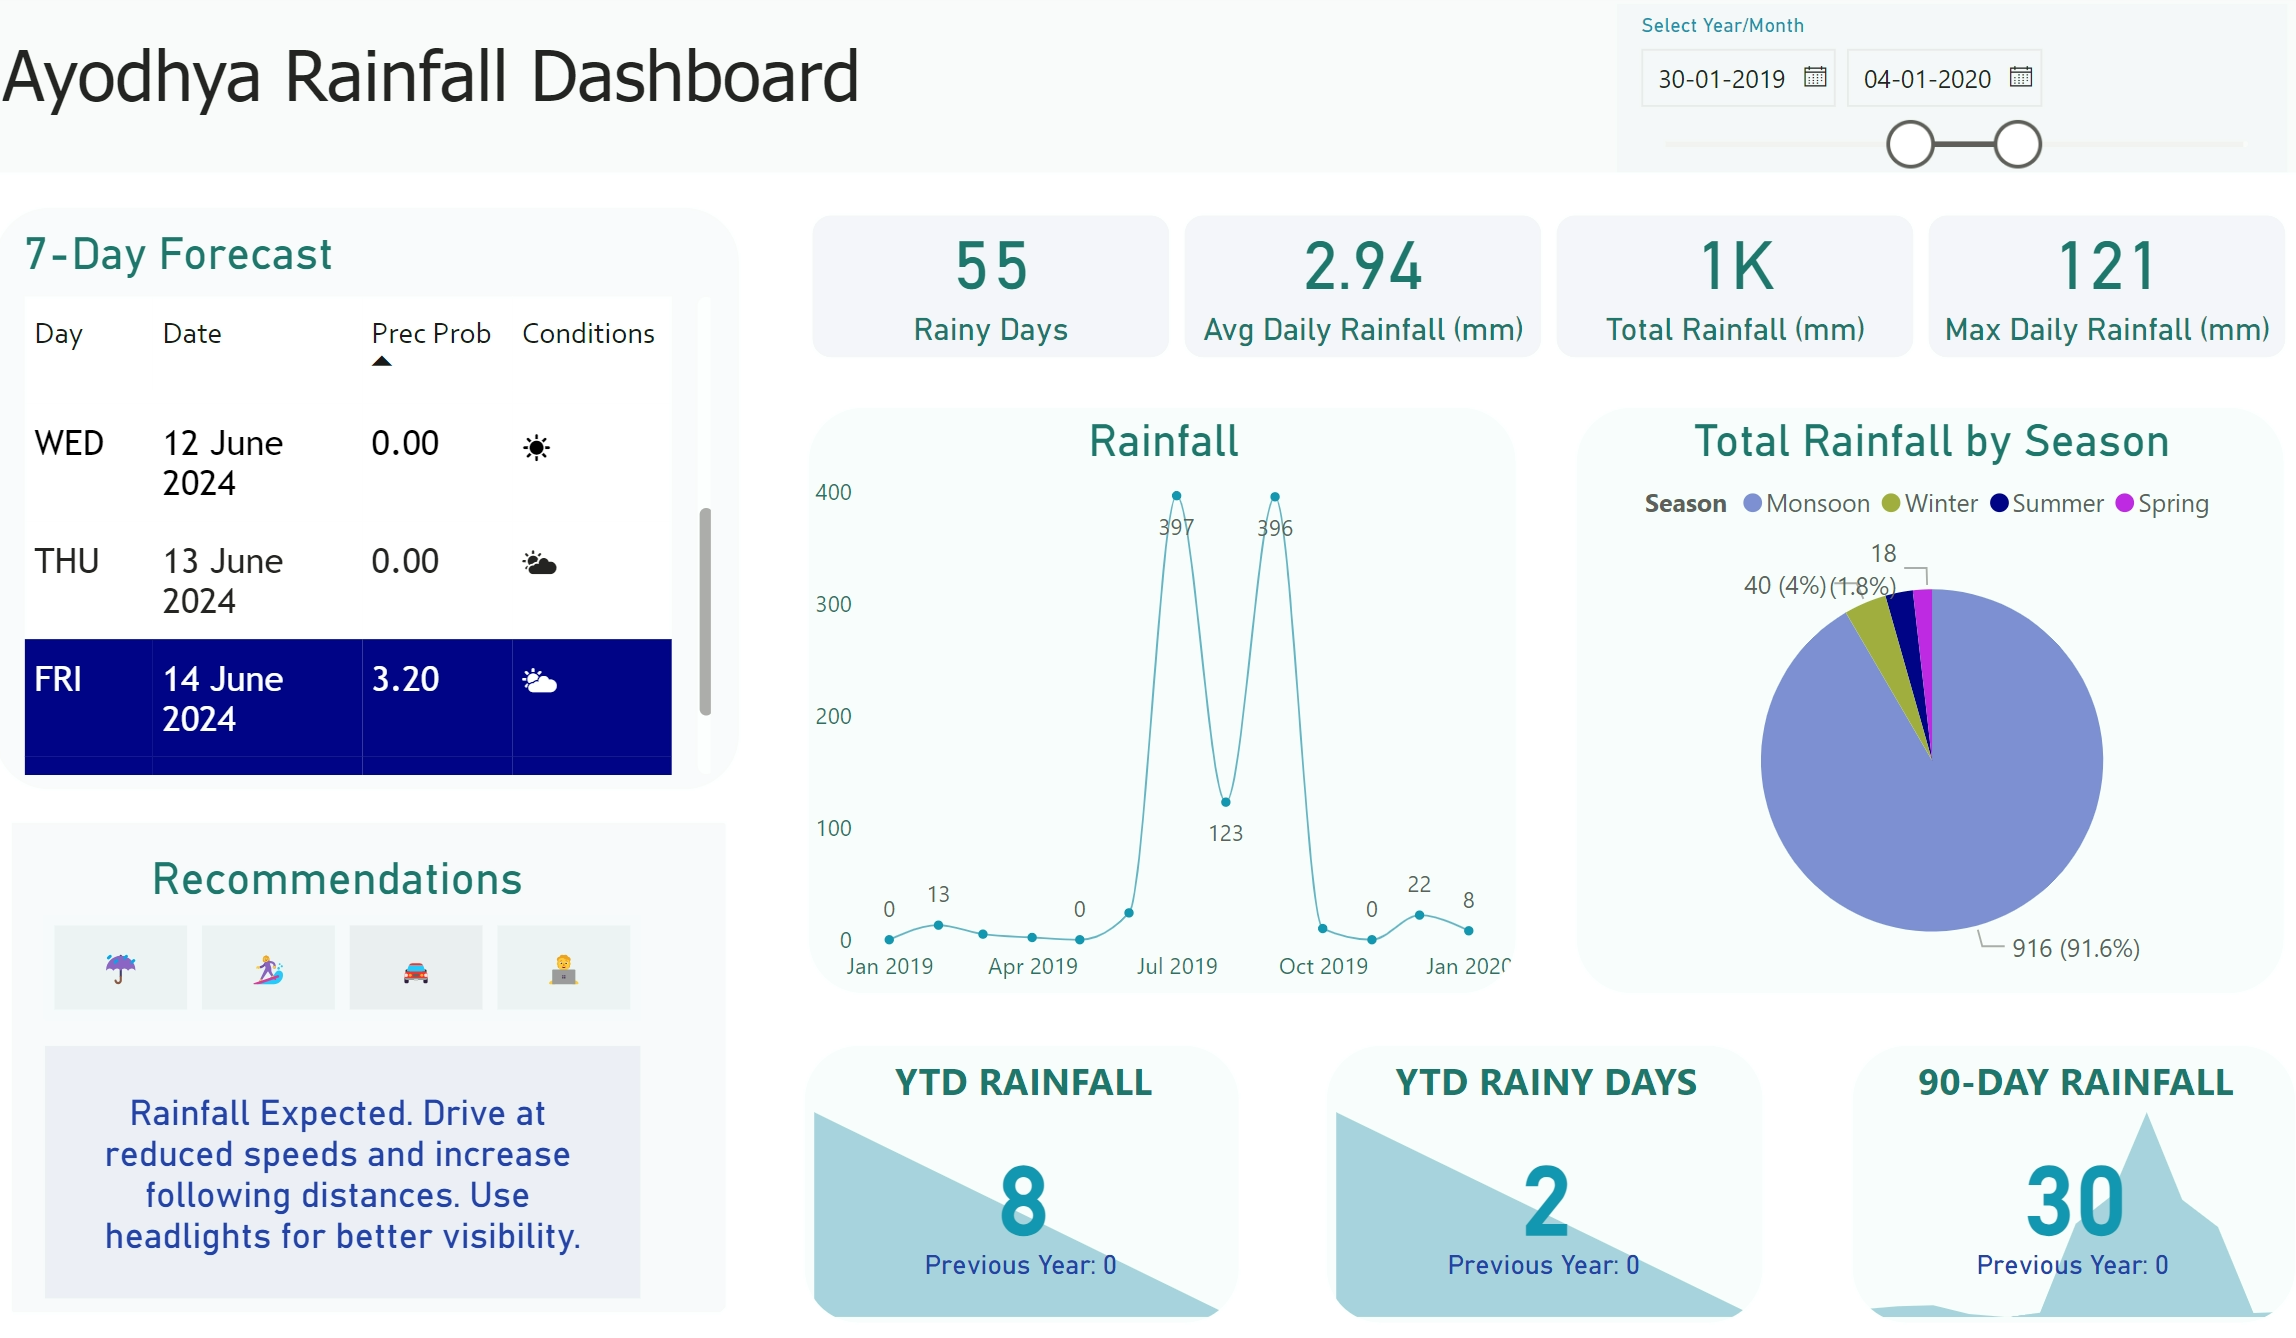 Ayodhya Rainfall Dashboard
Select Year/Month
30-01-2019
04-01-2020
7-Day Forecast
Day Date Prec Prob Conditions
WED 12 June 2024 0.00
THU 13 June 2024 0.00
FRI 14 June 2024 3.20
Recommendations
Rainfall Expected. Drive at
reduced speeds and increase
following distances. Use
headlights for better visibility.
55
Rainy Days
2.94
Avg Daily Rainfall (mm)
1K
Total Rainfall (mm)
121
Max Daily Rainfall (mm)
Rainfall
400
300
200
100
0
0
13
0
397
123
396
0
22
8
Jan 2019 Apr 2019 Jul 2019 Oct 2019 Jan 2020
Total Rainfall by Season
Season Monsoon Winter Summer Spring
18
(1.8%)
40 (4%)
916 (91.6%)
YTD RAINFALL
8
Previous Year: 0
YTD RAINY DAYS
2
Previous Year: 0
90-DAY RAINFALL
30
Previous Year: 0